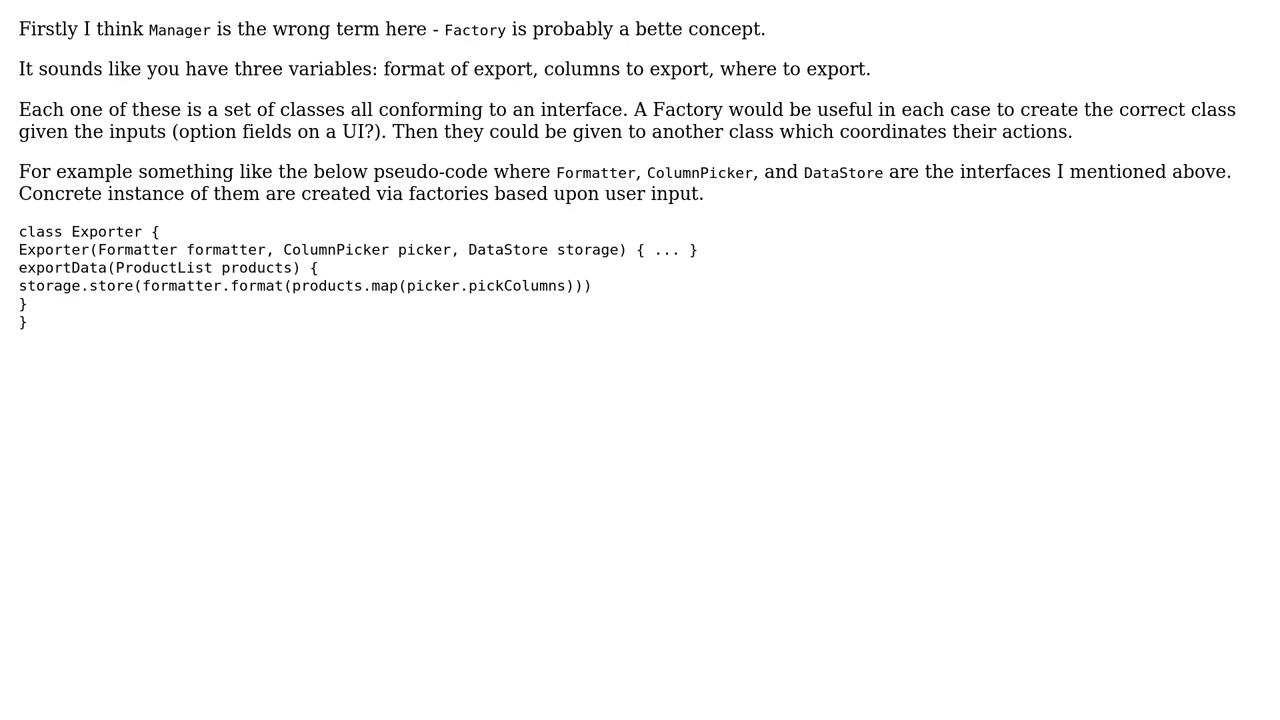 Firstly I think Manager is the wrong term here - Factory is probably a bette concept.
It sounds like you have three variables: format of export, columns to export, where to export.
Each one of these is a set of classes all conforming to an interface. A Factory would be useful in each case to create the correct class
given the inputs (option fields on a UI?). Then they could be given to another class which coordinates their actions.
For example something like the below pseudo-code where Formatter, ColumnPicker, and DataStore are the interfaces I mentioned above.
Concrete instance of them are created via factories based upon user input.
class Exporter {
Exporter(Formatter formatter, ColumnPicker picker, DataStore storage) { ... }
exportData(ProductList products) {
storage.store(formatter.format(products.map(picker.pickColumns)))
}
}